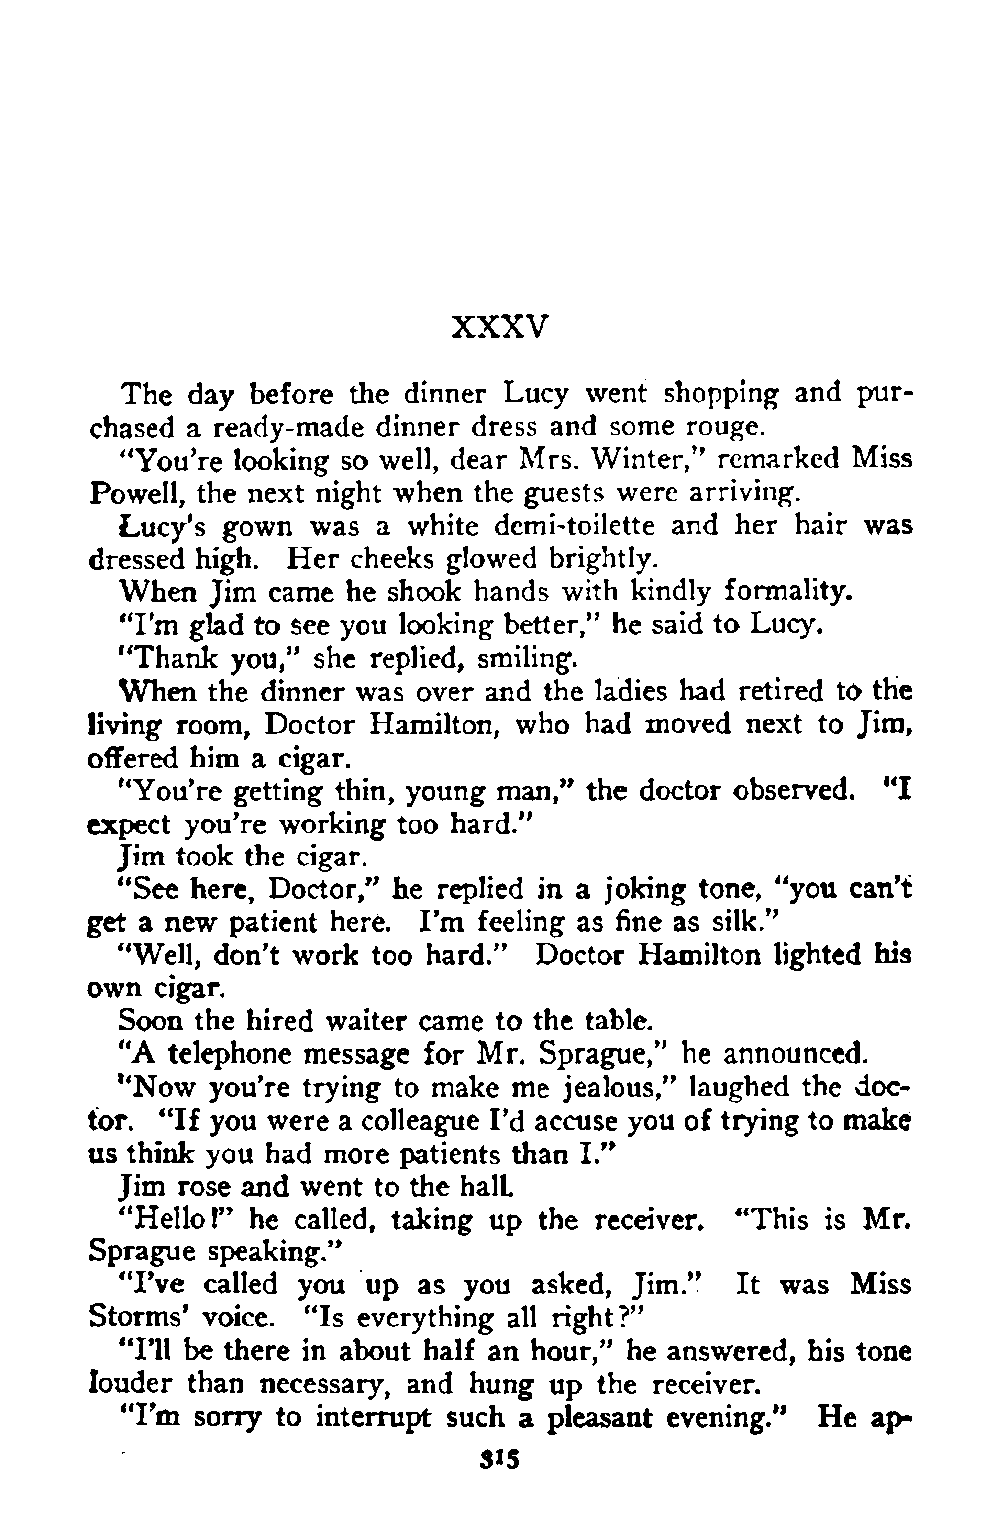 XXXV
The day before the dinner Lucy went shopping and pur-
chased a ready-made dinner dress and some rouge.
"You're looking so well, dear Mrs. Winter," remarked Miss
Powell, the next night when the guests were arriving.
Lucy's gown was a white demi-toilette and her hair was
dressed high. Her cheeks glowed brightly.
When Jim came he shook hands with kindly formality.
"I'm glad to see you looking better," he said to Lucy.
"Thank you," she replied, smiling.
When the dinner was over and the ladies had retired to the
living room, Doctor Hamilton, who had moved next to Jim,
offered him a cigar.
"You're getting thin, young man," the doctor observed. "I
expect you're working too hard."
Jim took the cigar.
"See here, Doctor," he replied in a joking tone, "you can't
get a new patient here. I'm feeling as fine as silk."
"Well, don't work too hard." Doctor Hamilton lighted his
own cigar.
Soon the hired waiter came to the table.
"A telephone message for Mr. Sprague," he announced.
"Now you're trying to make me jealous," laughed the doc-
tor. "If you were a colleague I'd accuse you of trying to make
us think you had more patients than I."
Jim rose and went to the hall.
"Hello!" he called, taking up the receiver. "This is Mr.
Sprague speaking."
"I've called you up as you asked, Jim." It was Miss
Storms' voice. "Is everything all right?"
"I'll be there in about half an hour," he answered, his tone
louder than necessary, and hung up the receiver.
"I'm sorry to interrupt such a pleasant evening." He ap-
315